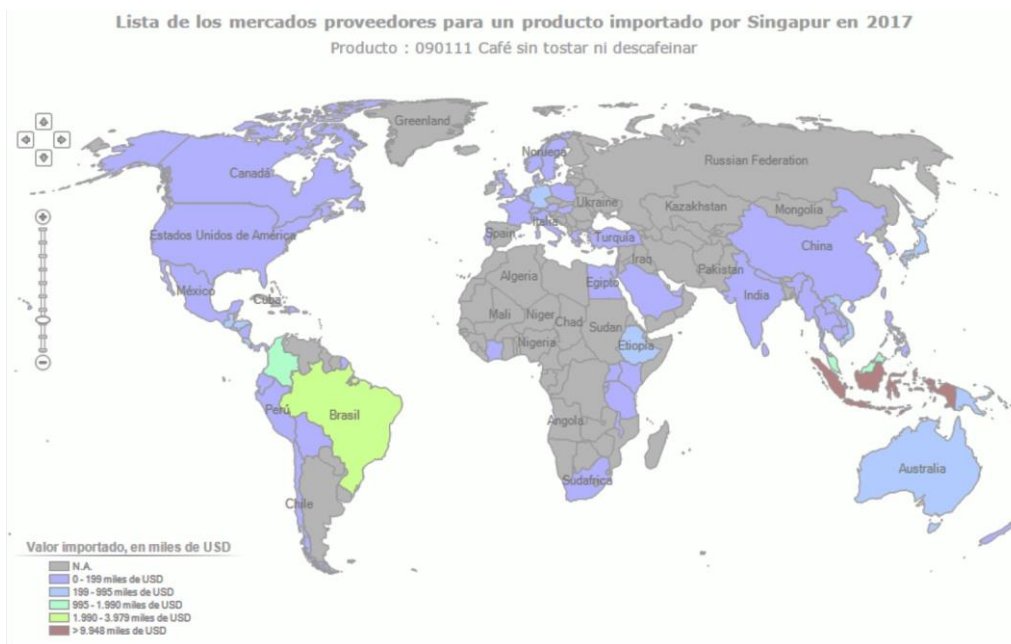 Lista de los mercados proveedores para un producto importado por Singapur en 2017
Producto : 090111 Café sin tostar ni descafeinar
Greenland
Noruega
Russian Federation
Canadá
Ukraine
Kazakhstan
Mongolia
Italia
Spain
Turquía
Estados Unidos de América
China
Iraq
Pakistan
Algeria
Egipto
India
México
Cuba
Mali
Niger
Chad
Sudan
Nigeria
Etiopía
Perú
Brasil
Angola
Australia
Sudafrica
Chile
Valor importado, en miles de USD
N.A.
0 - 199 miles de USD
199 - 995 miles de USD
995 - 1.990 miles de USD
1.990 - 3.979 miles de USD
> 9.948 miles de USD